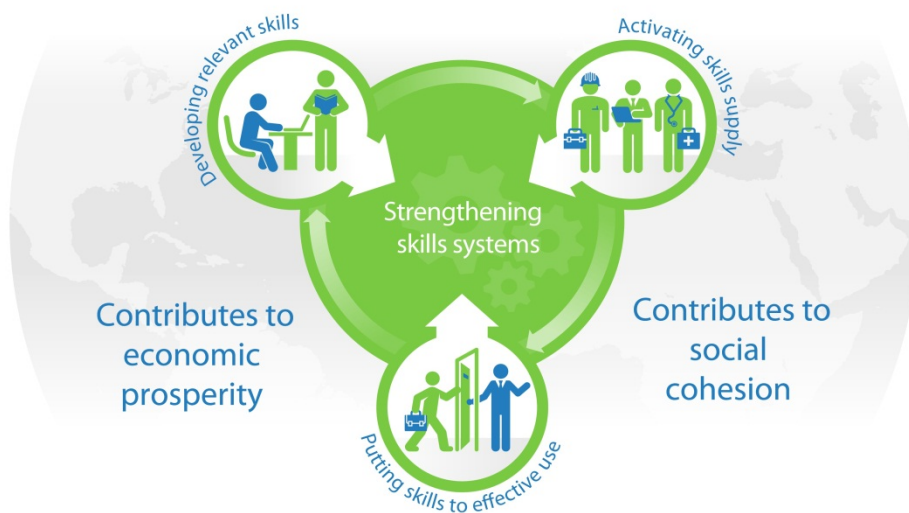 Developing relevant skills
Activating skills supply
Strengthening
skills systems
Contributes to
economic
prosperity
Contributes to
social
cohesion
Putting skills to effective use